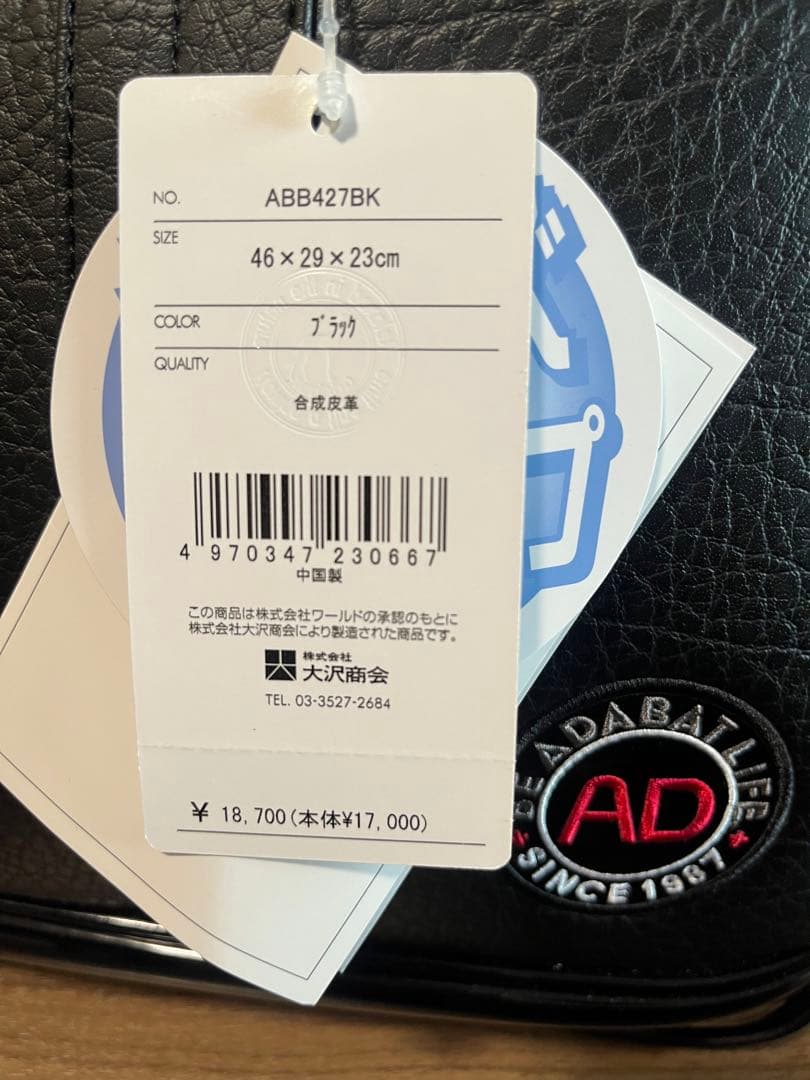 NO. ABB427BK
SIZE
46×29×23cm
COLOR ブラック
QUALITY
合成皮革
4 970347 230667
中国製
この商品は株式会社ワールドの承認のもとに
株式会社大沢商会により製造された商品です。
株式会社
大沢商会
TEL. 03-3527-2684
¥ 18,700(本体¥17,000)
BE ADABAT LIFE
AD
SINCE 1987